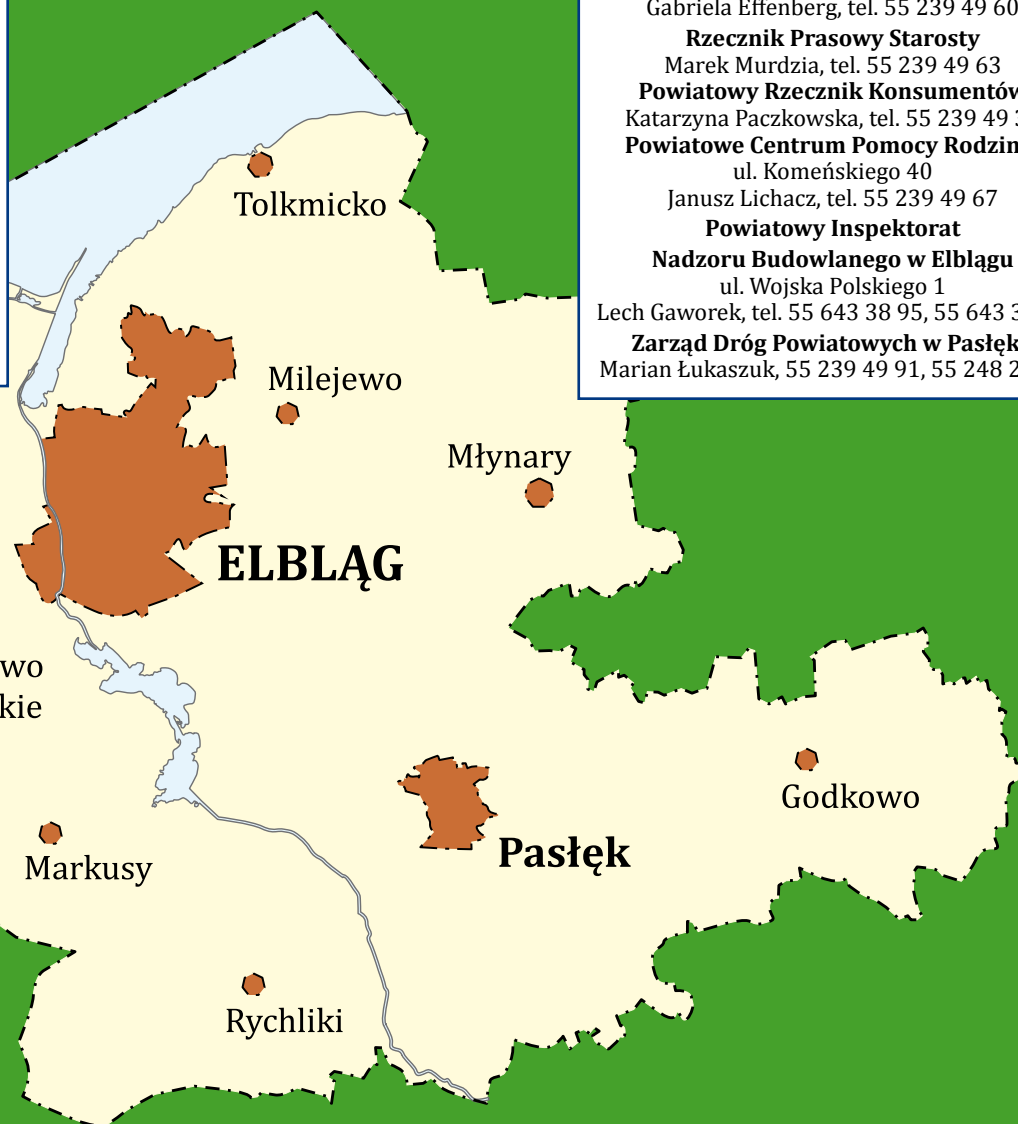 Gabriela Effenberg, tel. 55 239 49 60
Rzecznik Prasowy Starosty
Marek Murdzia, tel. 55 239 49 63
Powiatowy Rzecznik Konsumentów
Katarzyna Paczkowska, tel. 55 239 49
Powiatowe Centrum Pomocy
ul. Komeńskiego 40
Janusz Lichacz, tel. 55 239 49 67
Powiatowy Inspektorat
Nadzoru Budowlanego w Elblągu
ul. Wojska Polskiego 1
Lech Gaworek, tel. 55 643 38 95, 55 643
Zarząd Dróg Powiatowych w
Marian Łukaszuk, 55 239 49 91, 55 248
Tolkmicko
Milejewo
Młynary
ELBLĄG
wo
kie
Godkowo
Pasłęk
Markusy
Rychliki